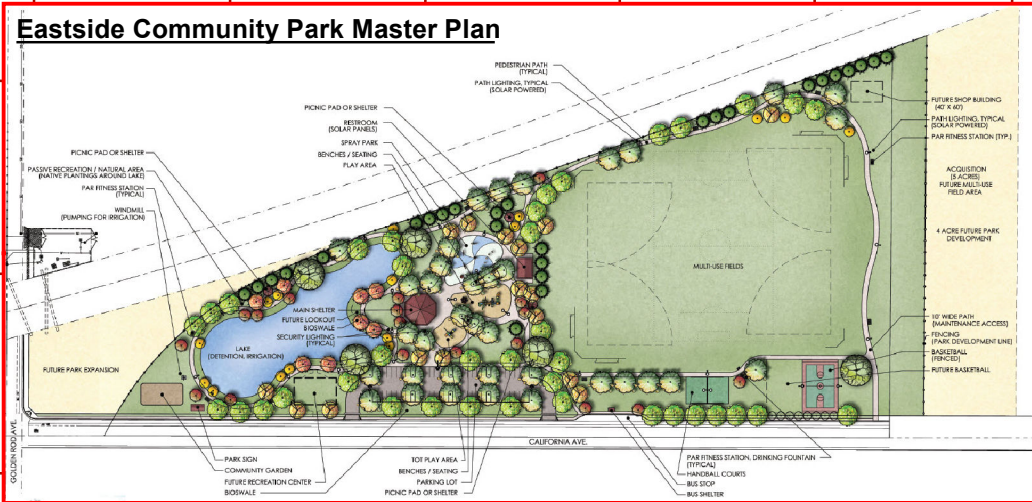 Eastside Community Park Master Plan
PEDESTRIAN PATH
(TYPICAL)
PATH LIGHTING, TYPICAL
(SOLAR POWERED)
PICNIC PAD OR SHELTER
RESTROOM
(SOLAR PANELS)
SPRAY PARK
BENCHES / SEATING
PLAY AREA
PICNIC PAD OR SHELTER
PASSIVE RECREATION / NATURAL AREA
(NATIVE PLANTINGS AROUND LAKE)
PAR FITNESS STATION
(TYPICAL)
WINDMILL
(PUMPING FOR IRRIGATION)
FUTURE SHOP BUILDING
(40' X 60')
PATH LIGHTING, TYPICAL
(SOLAR POWERED)
PAR FITNESS STATION (TYP.)
ACQUISITION
(5 ACRES)
FUTURE MULTI-USE
FIELD AREA
4 ACRE FUTURE PARK
DEVELOPMENT
MULTI-USE FIELDS
MAIN SHELTER
FUTURE LOOKOUT
BIOSWALE
SECURITY LIGHTING
(TYPICAL)
LAKE
(DETENTION, IRRIGATION)
10' WIDE PATH
(MAINTENANCE ACCESS)
FENCING
(PARK DEVELOPMENT LINE)
BASKETBALL
(FENCED)
FUTURE BASKETBALL
FUTURE PARK EXPANSION
GOLDEN ROD AVE.
CALIFORNIA AVE.
PARK SIGN
COMMUNITY GARDEN
FUTURE RECREATION CENTER
BIOSWALE
TOT PLAY AREA
BENCHES / SEATING
PARKING LOT
PICNIC PAD OR SHELTER
PAR FITNESS STATION, DRINKING FOUNTAIN
(TYPICAL)
HANDBALL COURTS
BUS STOP
BUS SHELTER